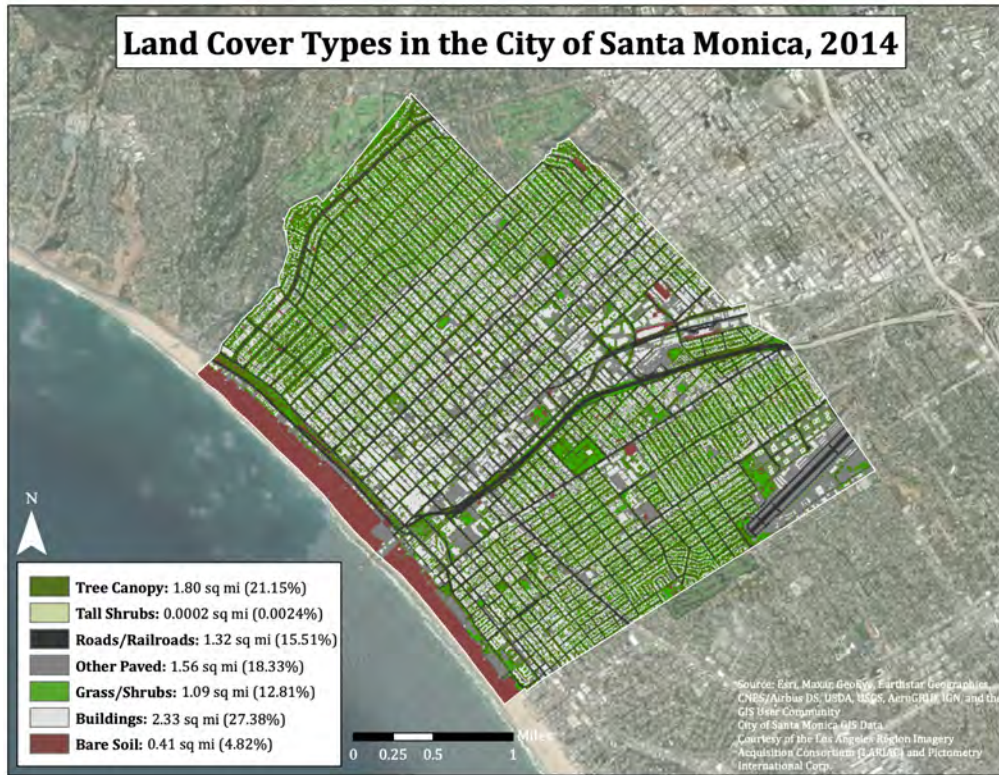 Land Cover Types in the City of Santa Monica, 2014
N
Tree Canopy: 1.80 sq mi (21.15%)
Tall Shrubs: 0.0002 sq mi (0.0024%)
Roads/Railroads: 1.32 sq mi (15.51%)
Other Paved: 1.56 sq mi (18.33%)
Grass/Shrubs: 1.09 sq mi (12.81%)
Buildings: 2.33 sq mi (27.38%)
Bare Soil: 0.41 sq mi (4.82%)
Miles
0 0.25 0.5 1
Source: Esri, Maxar, GeoEye, Earthstar Geographics,
CNES/Airbus DS, USDA, USGS, AeroGRID, IGN, and the
GIS User Community
City of Santa Monica GIS Data
Courtesy of the Los Angeles Region Imagery
Acquisition Consortium (LARIAC) and Pictometry
International Corp.